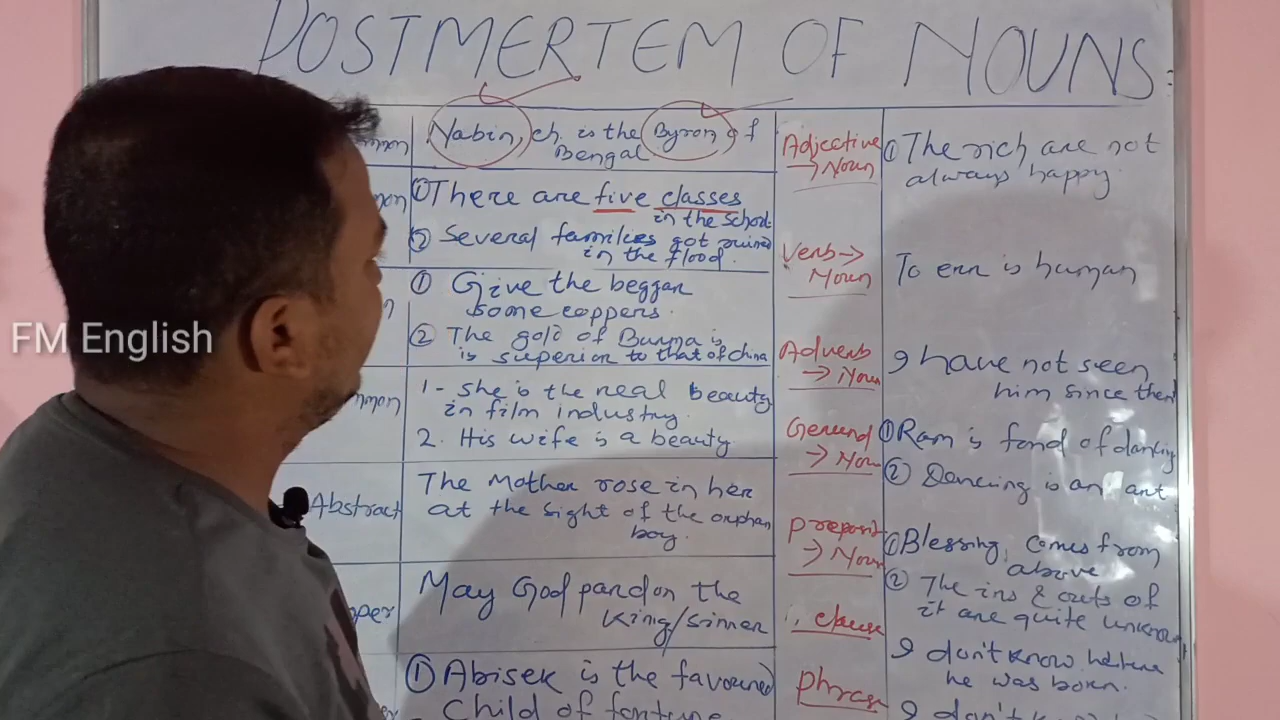 POSTMERTEM OF NOUNS:
Nabin, ch. is the Byron of
Bengal
① There are five classes
in the School.
② Several families got ruined
in the flood.
① Give the beggar
some coppers.
② The gold of Burma is
is superior to that of china
1- she is the real beauty
in film industry.
2. His wife is a beauty.
Abstract
The Mother rose in her
at the sight of the orphan
boy.
May God pardon the
King/Sinner
① Abisek is the favoured
Child of fortune
Adjective
→ Noun
① The rich are not
always happy.
Verb →
Noun
To err is human
Adverb
→ Noun
I have not seen
him since then
Gerund
→ Noun
① Ram is fond of dancing
② Dancing is an art
preposit
→ Noun
① Blessing, comes from
above
② The ins & outs of
it are quite unknown
clause
I don't know
he was born.
phrase
I don't
FM English